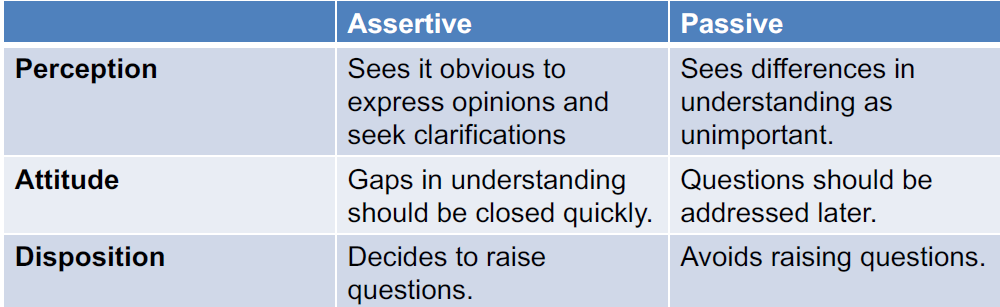 Assertive
Passive
Perception
Sees it obvious to
express opinions and
seek clarifications
Sees differences in
understanding as
unimportant.
Attitude
Gaps in understanding
should be closed quickly.
Questions should be
addressed later.
Disposition
Decides to raise
questions.
Avoids raising questions.